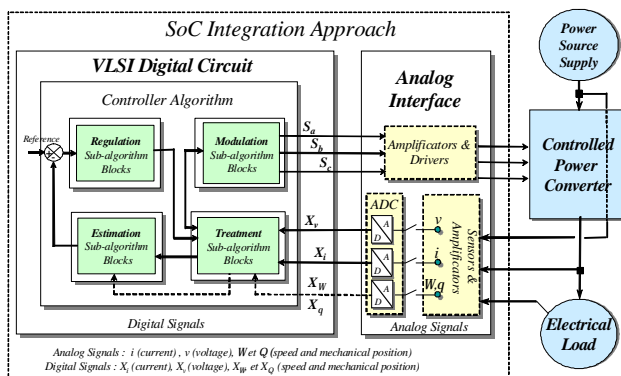 SoC Integration Approach
VLSI Digital Circuit
Controller Algorithm
Reference
Regulation
Sub-algorithm
Blocks
Modulation
Sub-algorithm
Blocks
Estimation
Sub-algorithm
Blocks
Treatment
Sub-algorithm
Blocks
Digital Signals
Sa
Sb
Sc
Xv
Xi
XW
Xq
Analog
Interface
Amplificators &
Drivers
ADC
A
D
A
D
A
D
v
i
W,q
Sensors &
Amplificators
Analog Signals
Power
Source
Supply
Controlled
Power
Converter
Electrical
Load
Analog Signals : i (current) , v (voltage), W et Q (speed and mechanical position)
Digital Signals : Xi (current), Xv (voltage), XW, et XQ (speed and mechanical position)